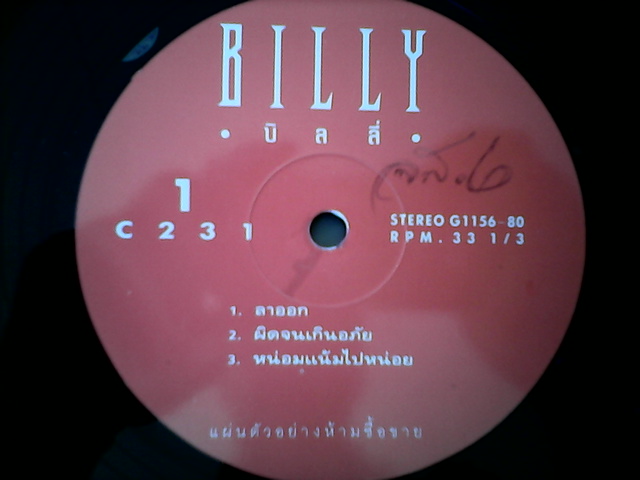 BILLY
• บิลลี่ •
1
C 2 3 1
STEREO G1156-80
RPM. 33 1/3
1. ลาออก
2. ผิดจนเกินอภัย
3. หน่อมแน้มไปหน่อย
แผ่นตัวอย่างห้ามซื้อขาย